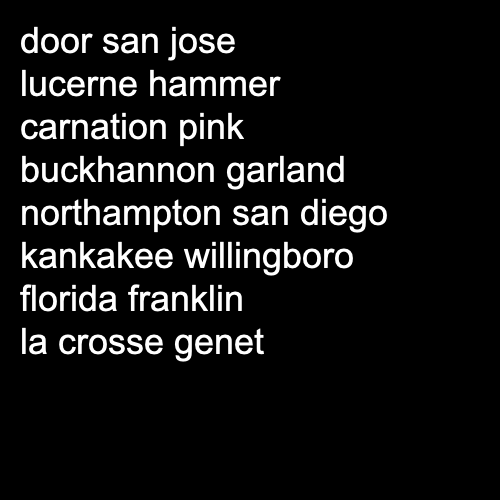 door san jose
lucerne hammer
carnation pink
buckhannon garland
northampton san diego
kankakee willingboro
florida franklin
la crosse genet